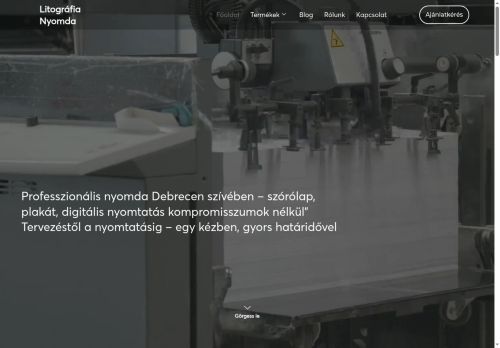 Litográfia
Nyomda
Főoldal Termékek Blog Rólunk Kapcsolat Ajánlatkérés
Professzionális nyomda Debrecen szívében – szórólap,
plakát, digitális nyomtatás kompromisszumok nélkül"
Tervezéstől a nyomtatásig – egy kézben, gyors határidővel
Görgess le